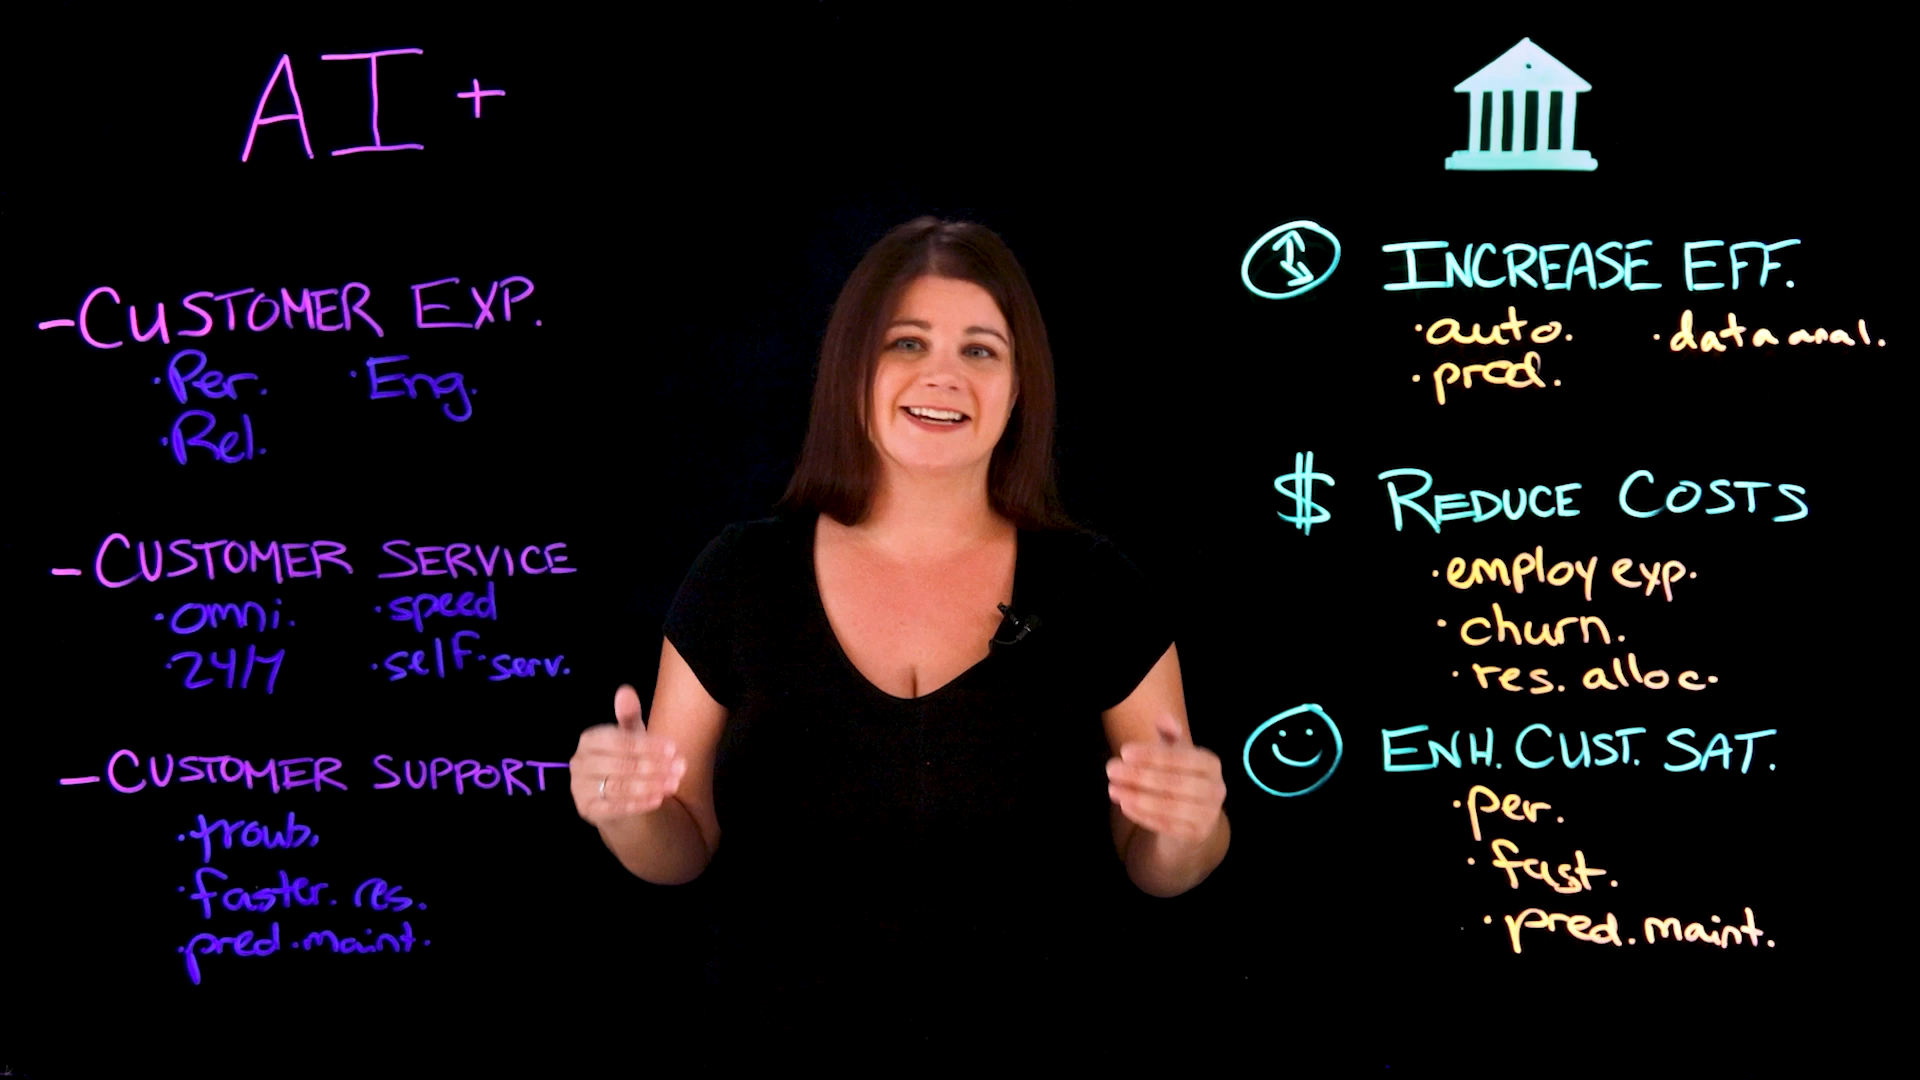 AI +
- CUSTOMER EXP.
· Per. · Eng.
· Rel.
- CUSTOMER SERVICE
· omni. · speed
· 24/7 · self-serv.
- CUSTOMER SUPPORT
· troub.
· faster. res.
· pred. maint.
INCREASE EFF.
· auto. · data anal.
· prod.
$ REDUCE COSTS
· employ exp.
· churn.
· res. alloc.
ENH. CUST. SAT.
· per.
· fast.
· pred. maint.